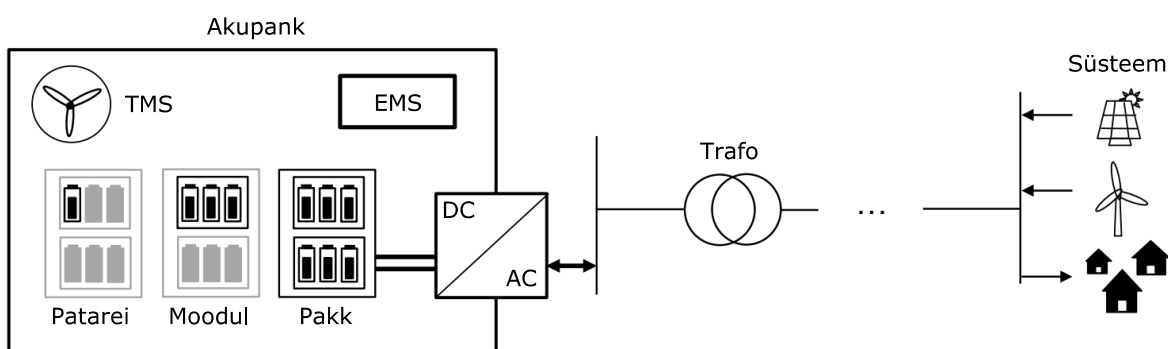 Akupank
TMS
EMS
Patarei
Moodul
Pakk
DC
AC
Trafo
...
Süsteem